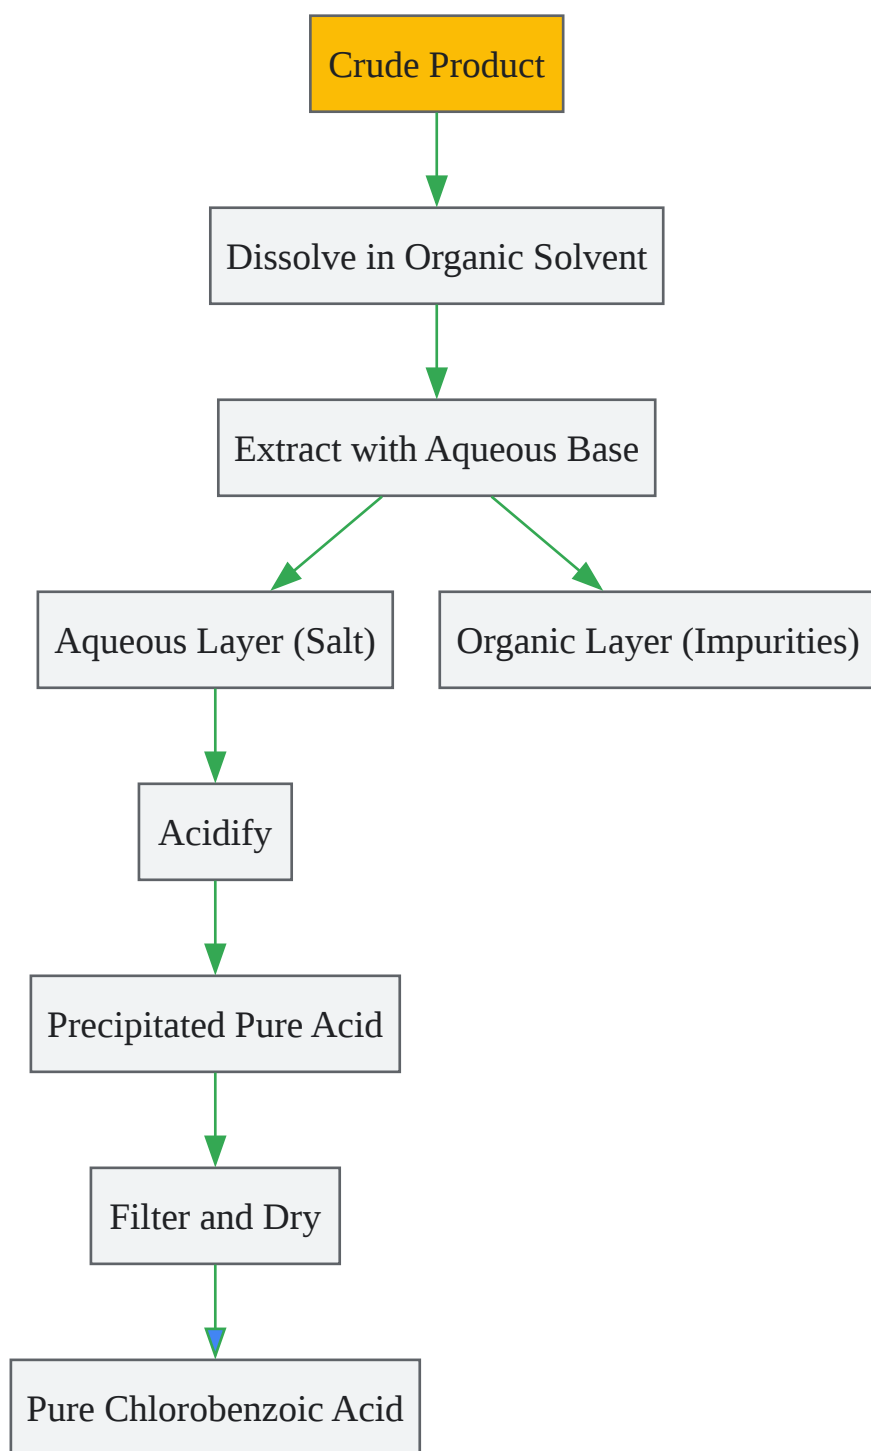 Crude Product
Dissolve in Organic Solvent
Extract with Aqueous Base
Aqueous Layer (Salt)
Organic Layer (Impurities)
Acidify
Precipitated Pure Acid
Filter and Dry
Pure Chlorobenzoic Acid